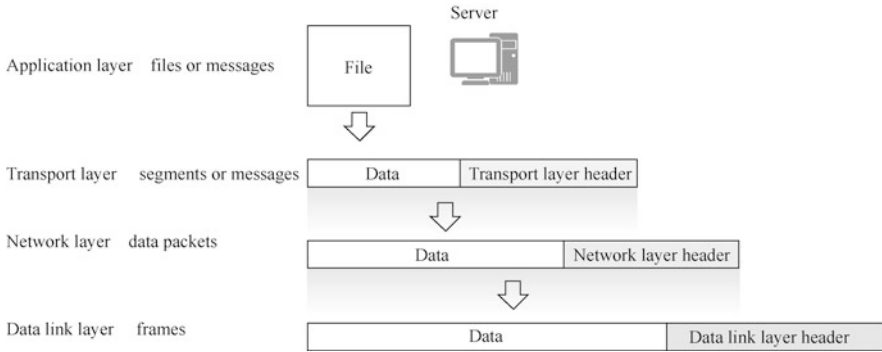 Server
Application layer files or messages
File
Transport layer segments or messages
Data
Transport layer header
Network layer data packets
Data
Network layer header
Data link layer frames
Data
Data link layer header